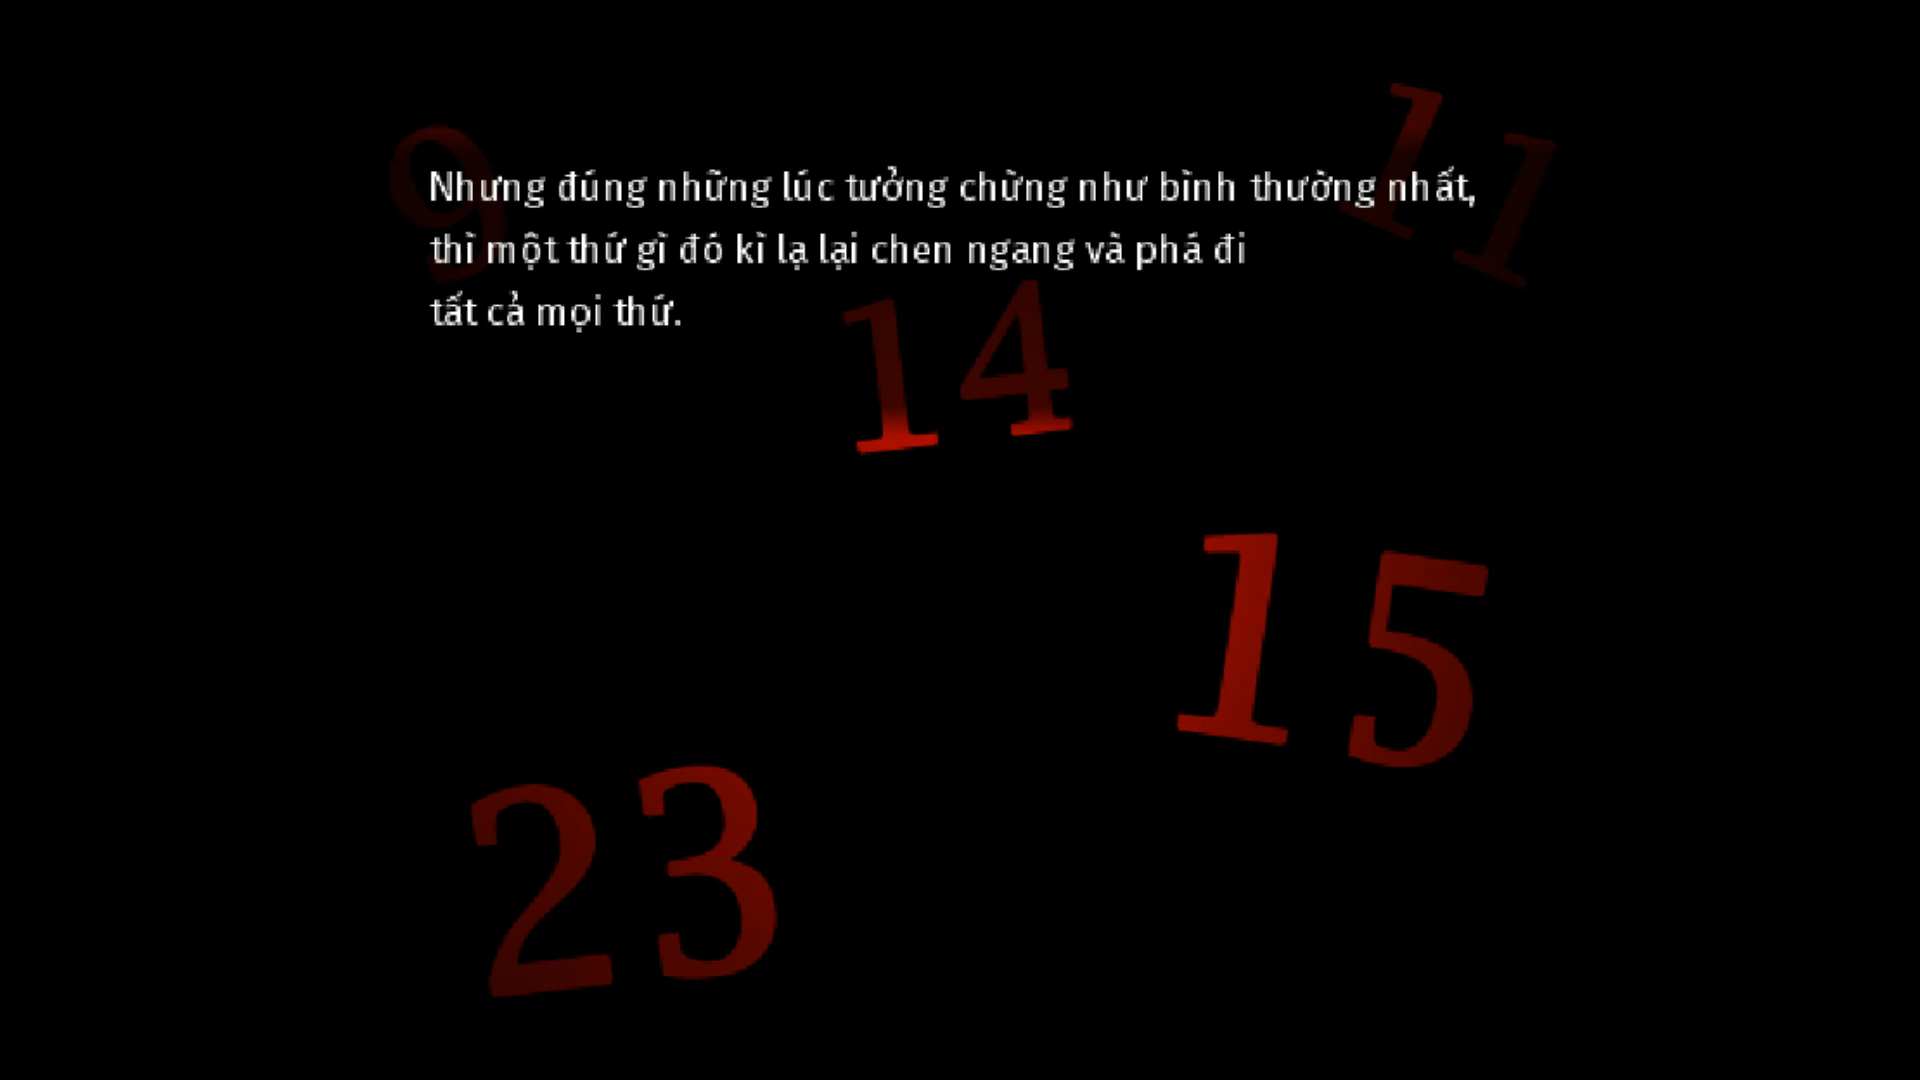 9
11
Nhưng đúng những lúc tưởng chừng như bình thường nhất,
thì một thứ gì đó kì lạ lại chen ngang và phá đi
tất cả mọi thứ.
14
15
23